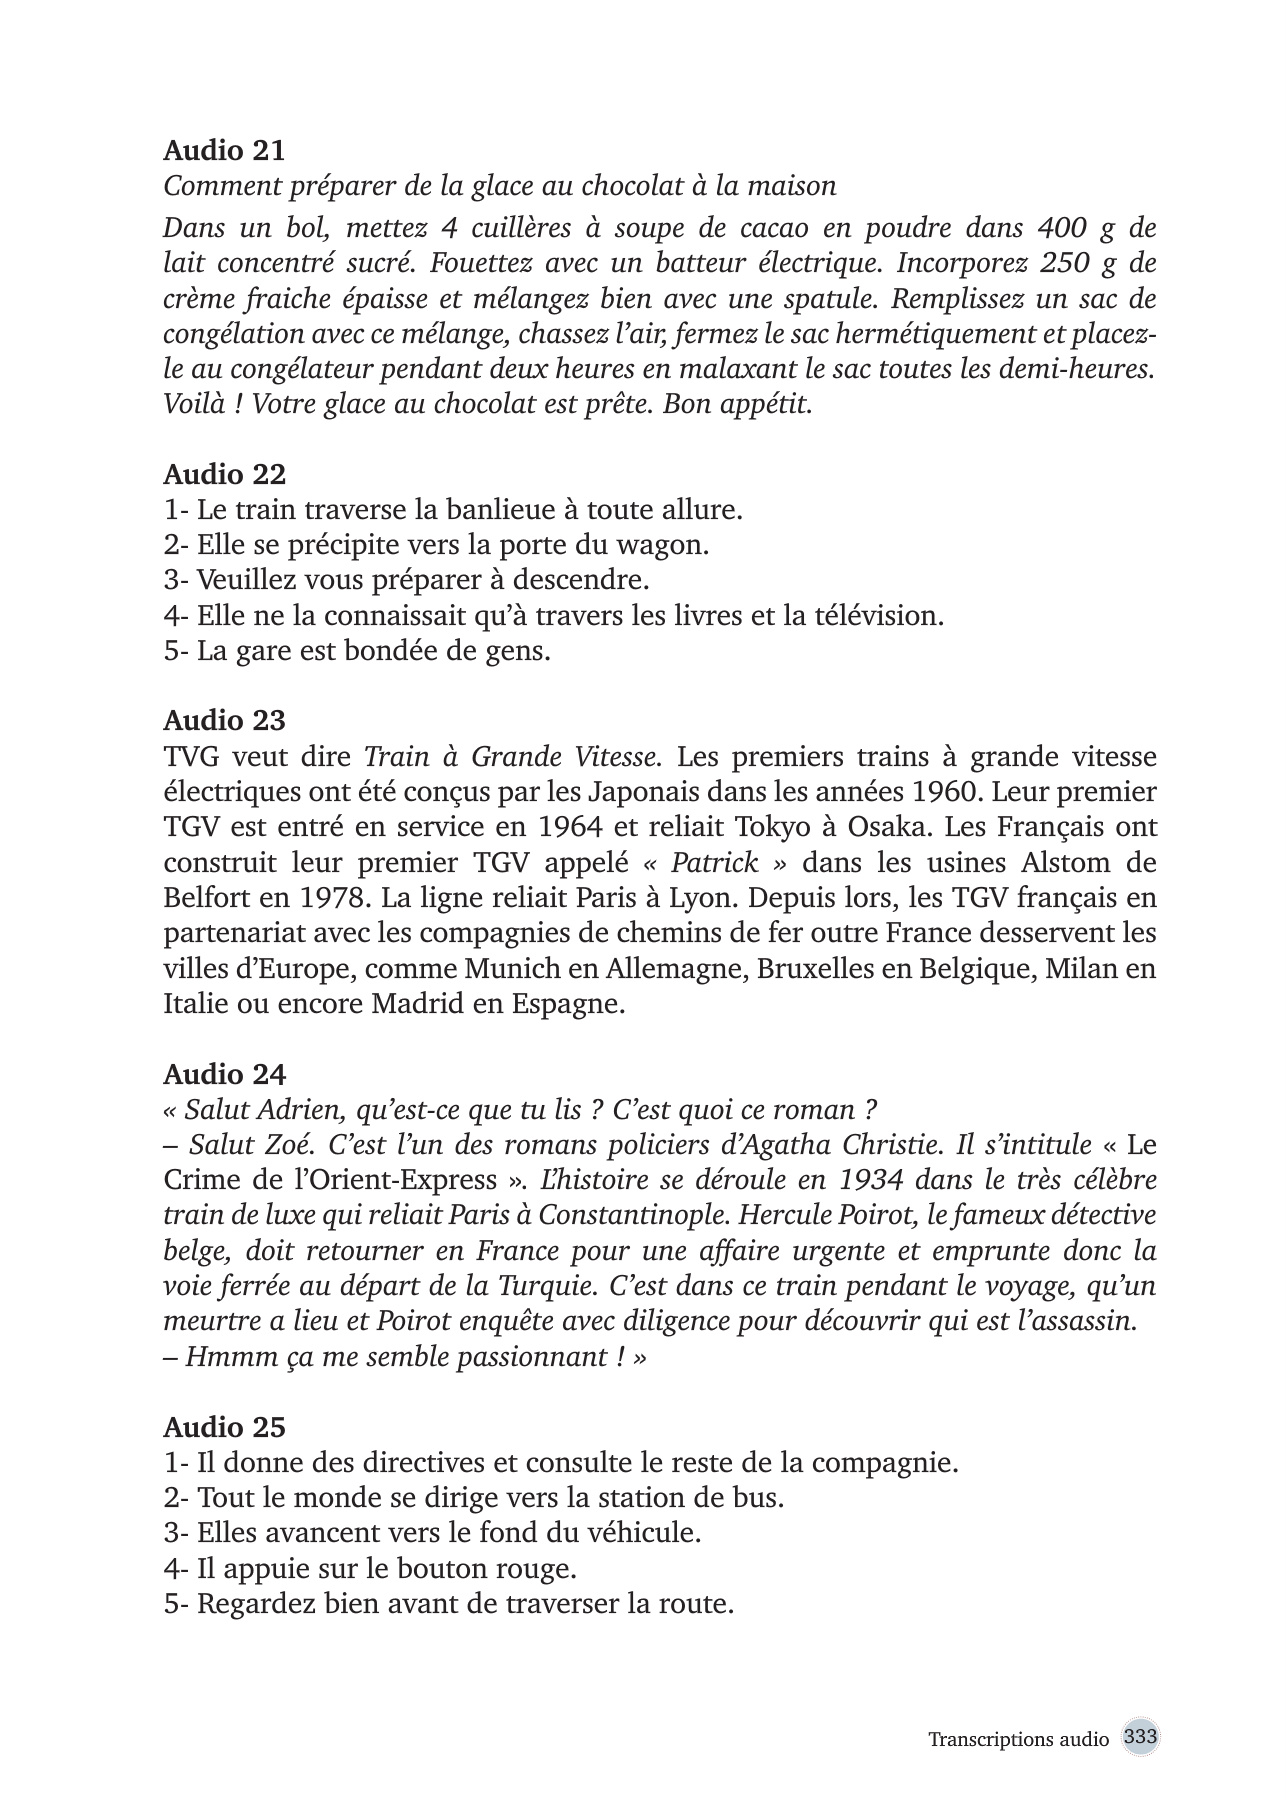 Audio 21
Comment préparer de la glace au chocolat à la maison
Dans un bol, mettez 4 cuillères à soupe de cacao en poudre dans 400 g de
lait concentré sucré. Fouettez avec un batteur électrique. Incorporez 250 g de
crème fraiche épaisse et mélangez bien avec une spatule. Remplissez un sac de
congélation avec ce mélange, chassez l’air, fermez le sac hermétiquement et placez-
le au congélateur pendant deux heures en malaxant le sac toutes les demi-heures.
Voilà ! Votre glace au chocolat est prête. Bon appétit.
Audio 22
1- Le train traverse la banlieue à toute allure.
2- Elle se précipite vers la porte du wagon.
3- Veuillez vous préparer à descendre.
4- Elle ne la connaissait qu’à travers les livres et la télévision.
5- La gare est bondée de gens.
Audio 23
TVG veut dire Train à Grande Vitesse. Les premiers trains à grande vitesse
électriques ont été conçus par les Japonais dans les années 1960. Leur premier
TGV est entré en service en 1964 et reliait Tokyo à Osaka. Les Français ont
construit leur premier TGV appelé « Patrick » dans les usines Alstom de
Belfort en 1978. La ligne reliait Paris à Lyon. Depuis lors, les TGV français en
partenariat avec les compagnies de chemins de fer outre France desservent les
villes d’Europe, comme Munich en Allemagne, Bruxelles en Belgique, Milan en
Italie ou encore Madrid en Espagne.
Audio 24
« Salut Adrien, qu’est-ce que tu lis ? C’est quoi ce roman ?
– Salut Zoé. C’est l’un des romans policiers d’Agatha Christie. Il s’intitule « Le
Crime de l’Orient-Express ». L’histoire se déroule en 1934 dans le très célèbre
train de luxe qui reliait Paris à Constantinople. Hercule Poirot, le fameux détective
belge, doit retourner en France pour une affaire urgente et emprunte donc la
voie ferrée au départ de la Turquie. C’est dans ce train pendant le voyage, qu’un
meurtre a lieu et Poirot enquête avec diligence pour découvrir qui est l’assassin.
– Hmmm ça me semble passionnant ! »
Audio 25
1- Il donne des directives et consulte le reste de la compagnie.
2- Tout le monde se dirige vers la station de bus.
3- Elles avancent vers le fond du véhicule.
4- Il appuie sur le bouton rouge.
5- Regardez bien avant de traverser la route.
Transcriptions audio 333